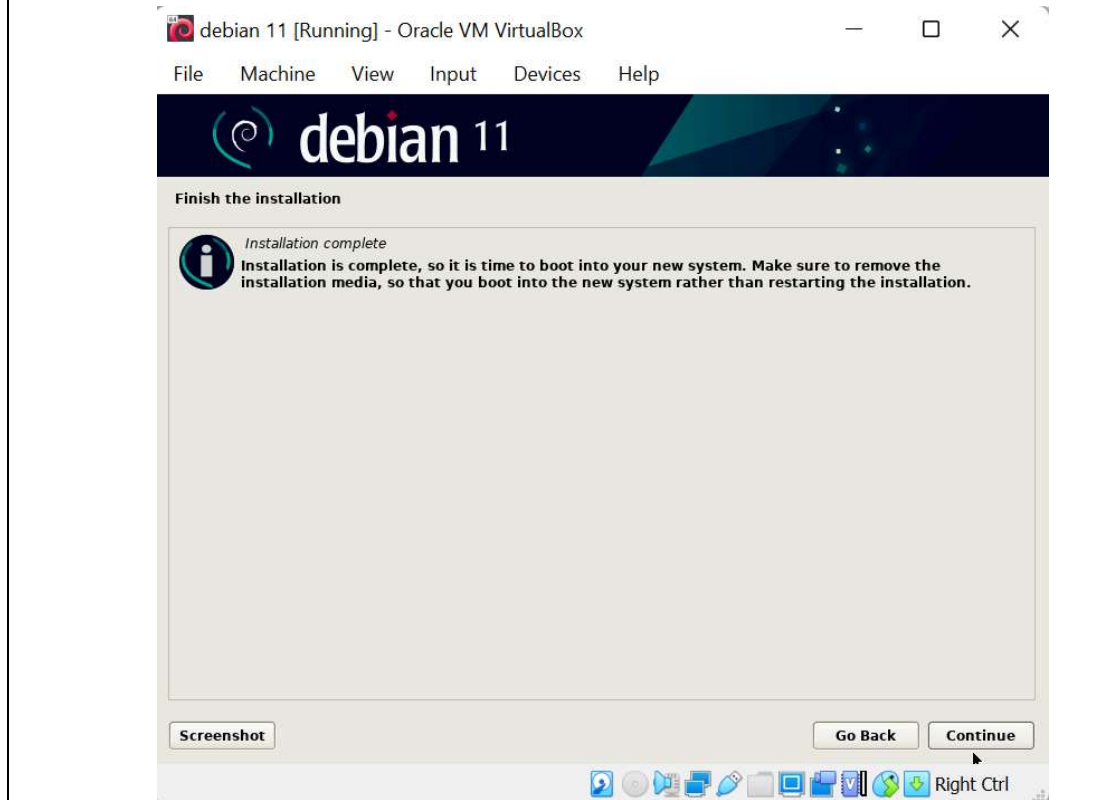 debian 11 [Running] - Oracle VM VirtualBox
File Machine View Input Devices Help
debian 11
Finish the installation
Installation complete
Installation is complete, so it is time to boot into your new system. Make sure to remove the
installation media, so that you boot into the new system rather than restarting the installation.
Screenshot Go Back Continue
Right Ctrl